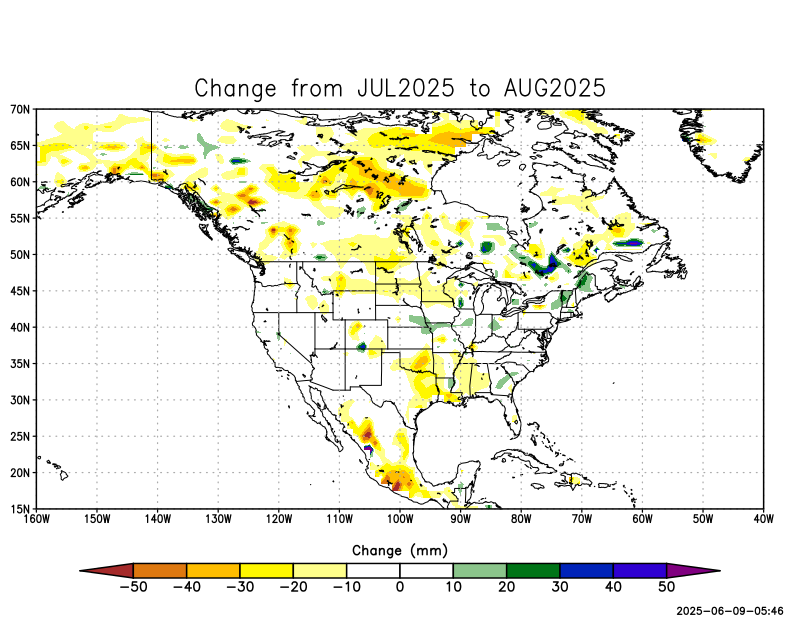 Change from JUL2025 to AUG2025
70N
65N
60N
55N
50N
45N
40N
35N
30N
25N
20N
15N
160W 150W 140W 130W 120W 110W 100W 90W 80W 70W 60W 50W 40W
Change (mm)
−50 −40 −30 −20 −10 0 10 20 30 40 50
2025-06-09-05:46